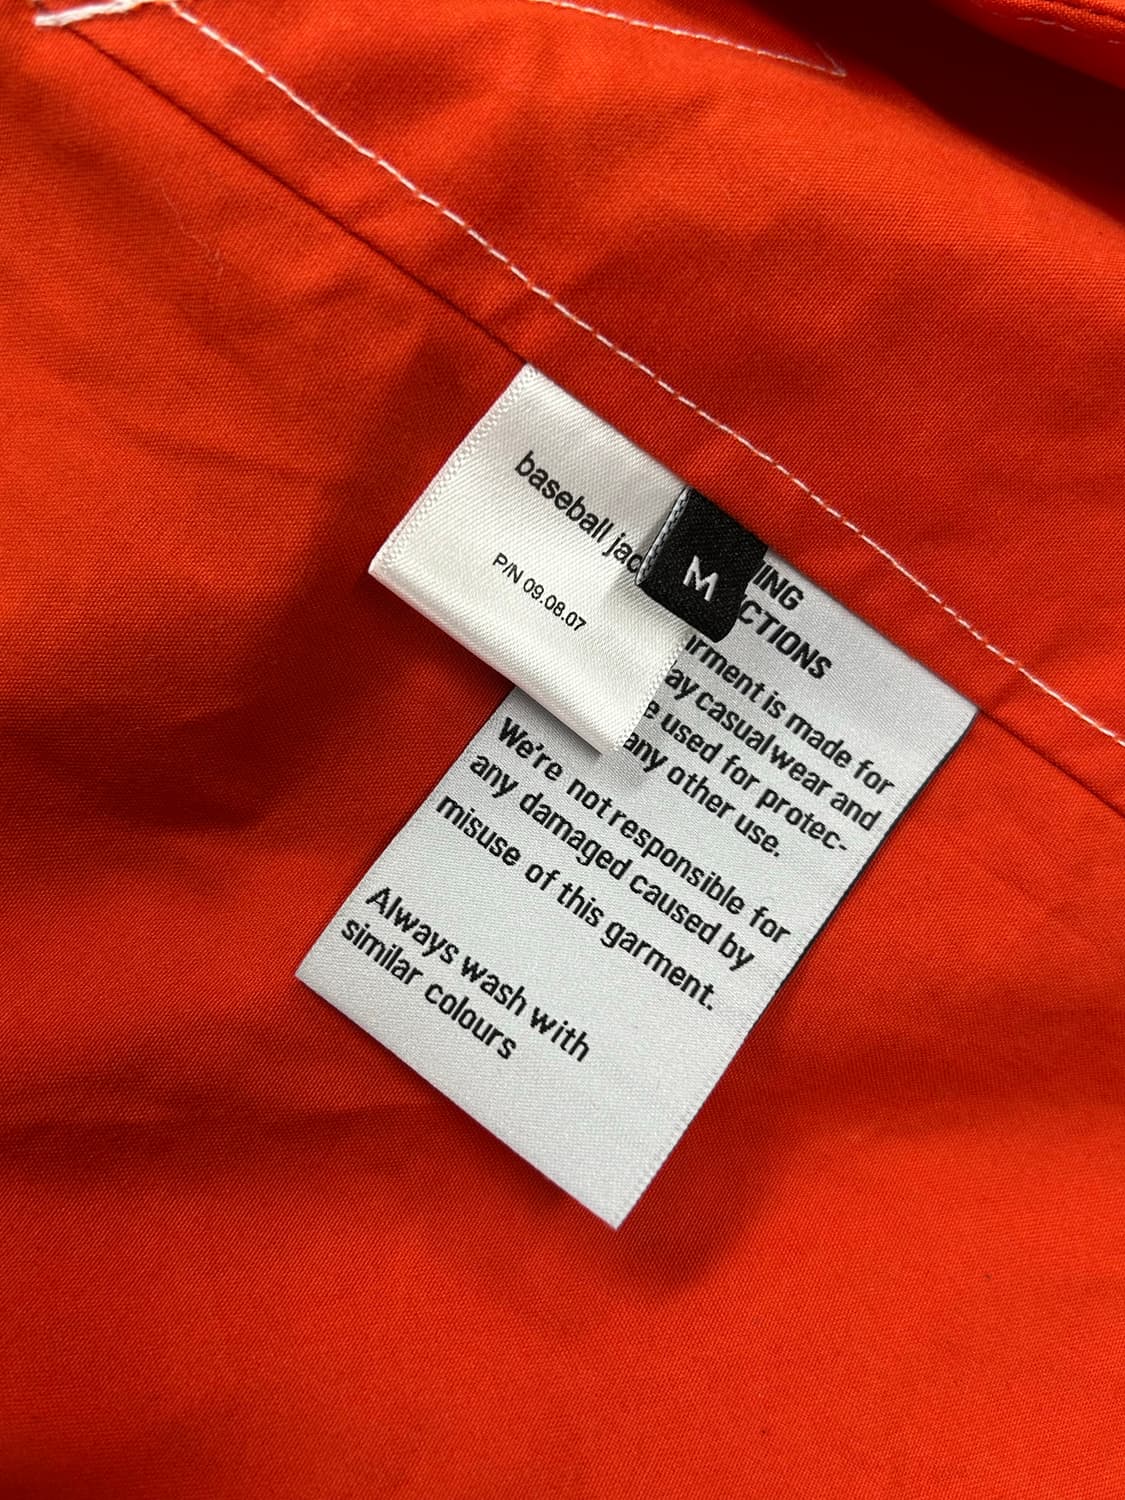 baseball jac
P/N 09.08.07
M
ING
CTIONS
rment is made for
ay casual wear and
e used for protec-
any other use.
We're not responsible for
any damaged caused by
misuse of this garment.
Always wash with
similar colours